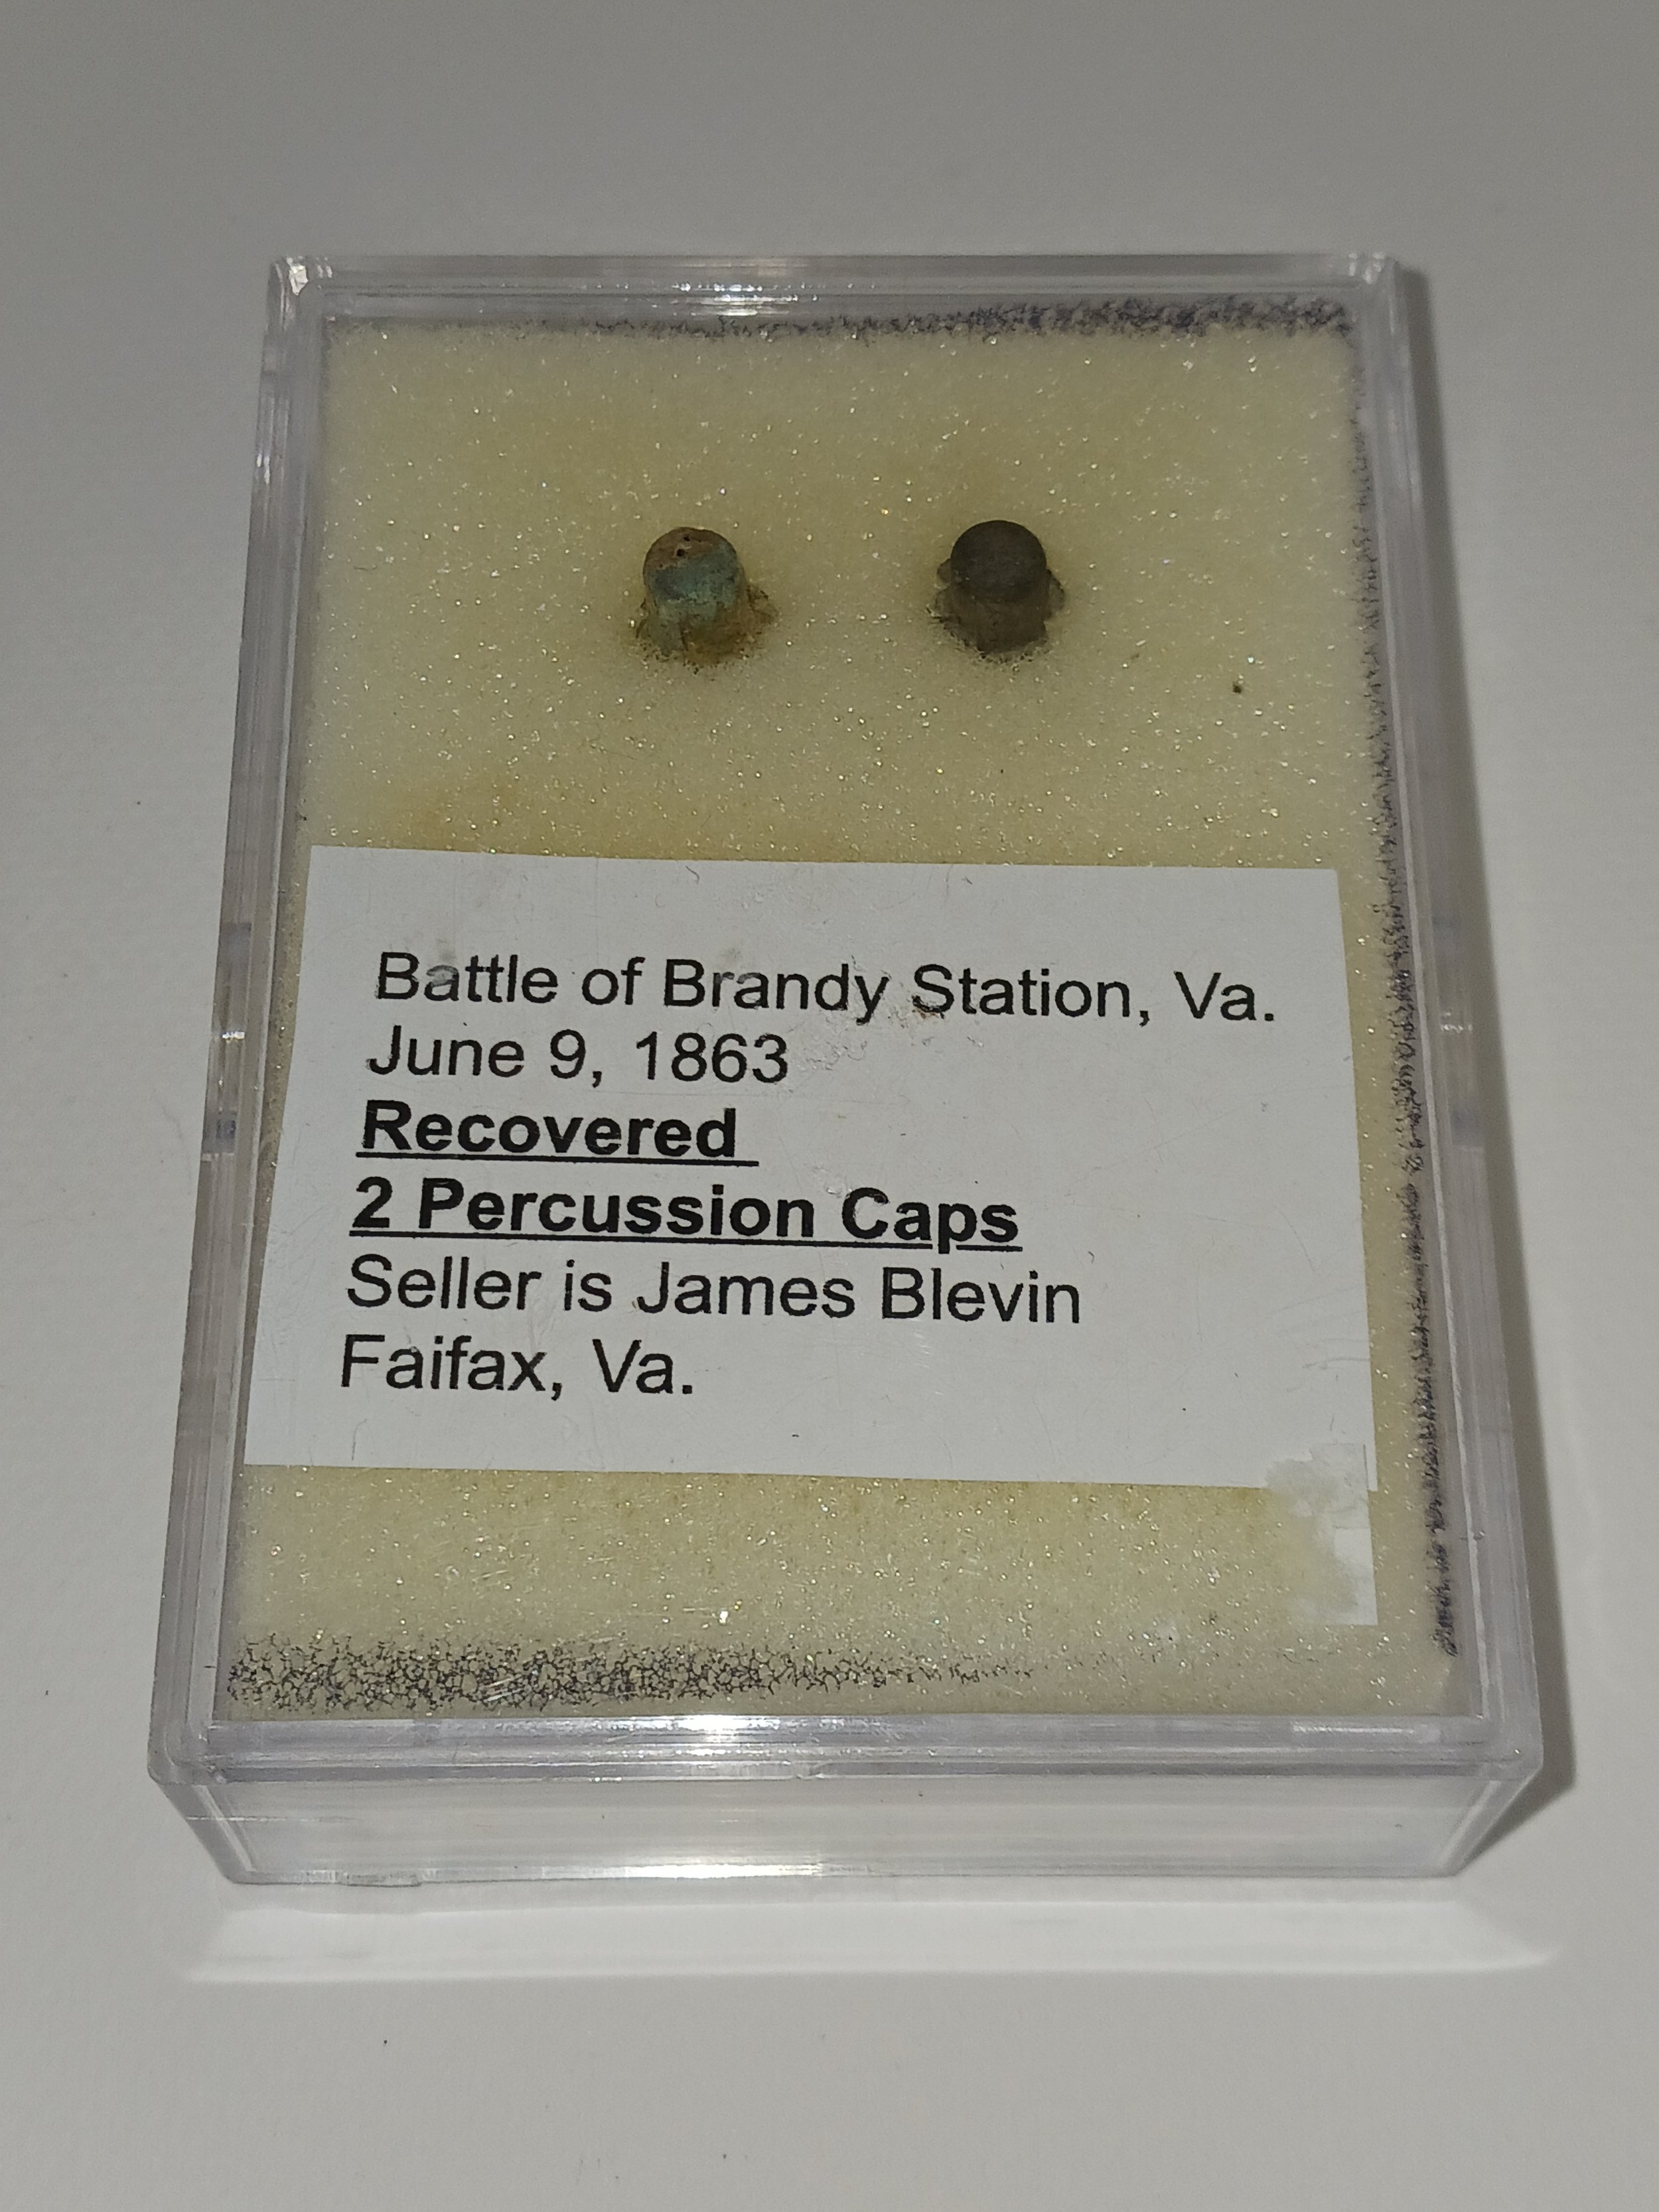 Battle of Brandy Station, Va.
June 9, 1863
Recovered
2 Percussion Caps
Seller is James Blevin
Faifax, Va.